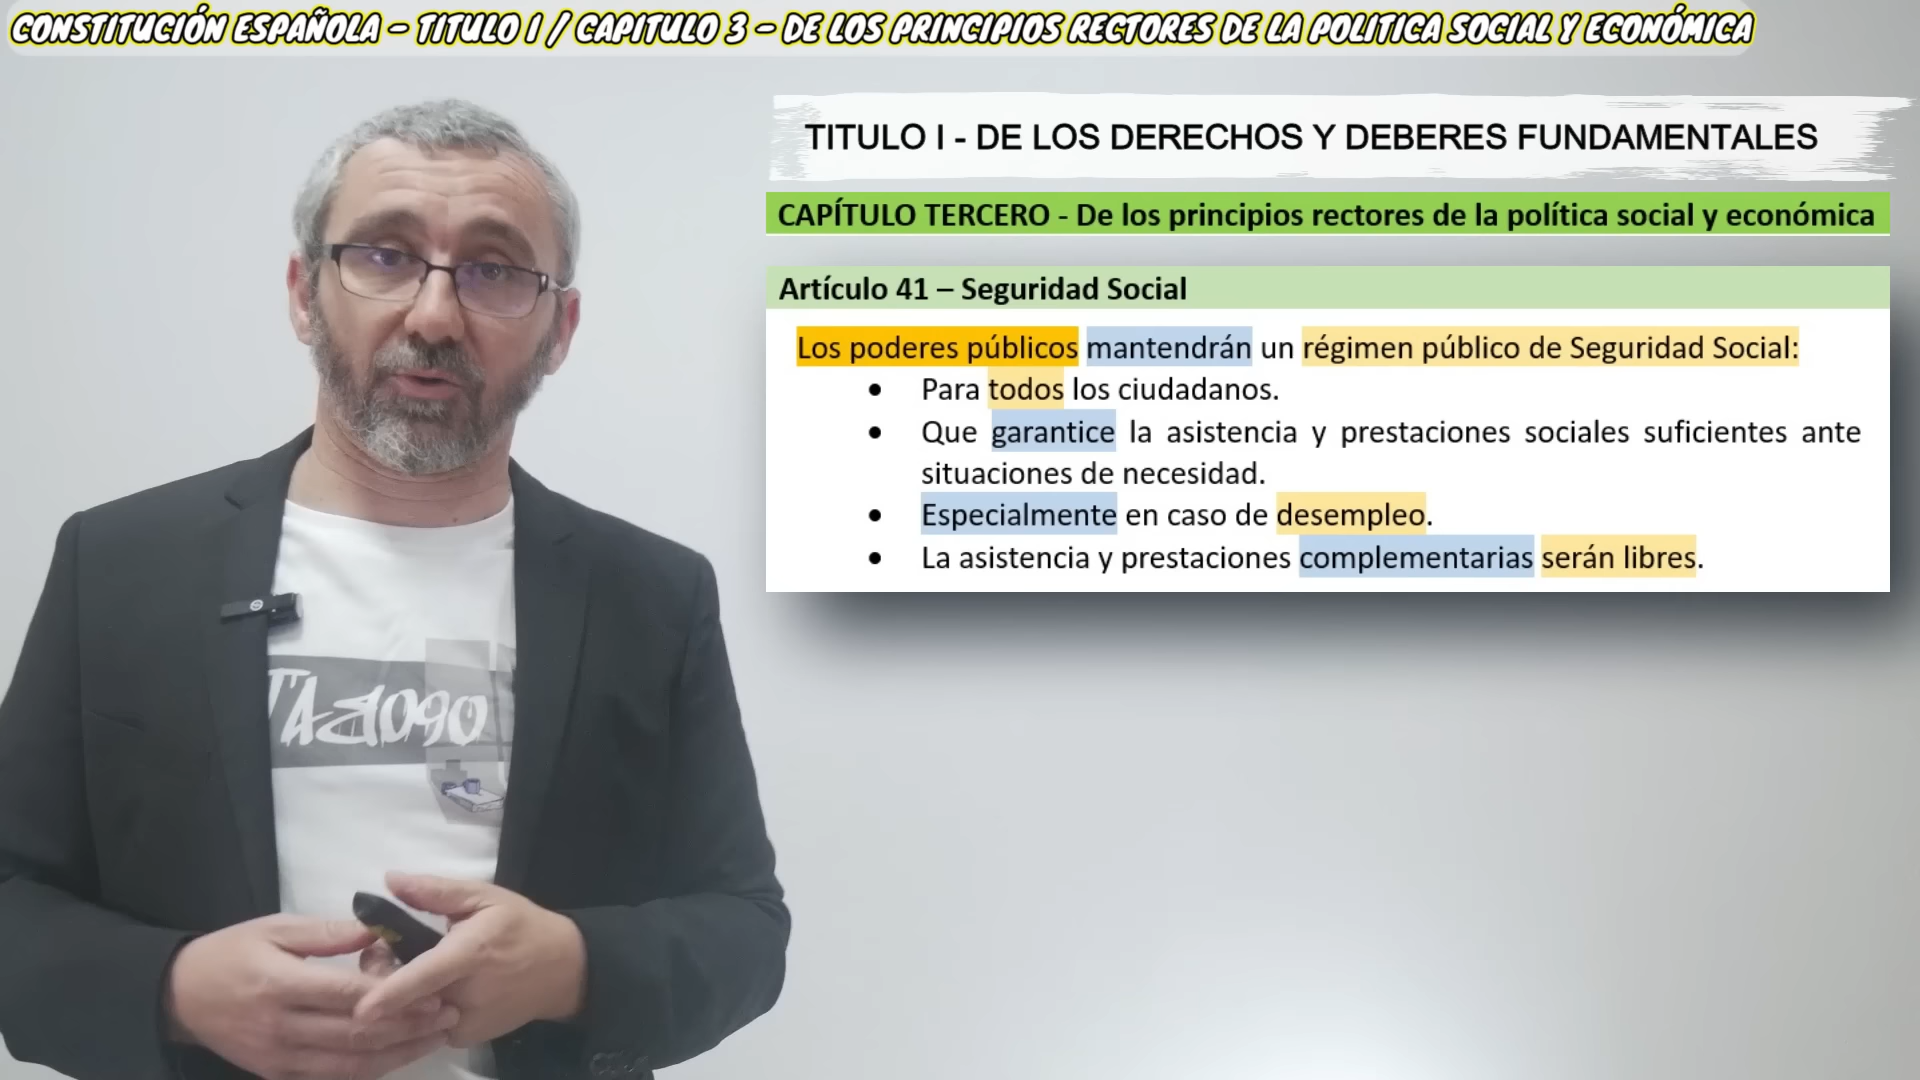 CONSTITUCIÓN ESPAÑOLA - TITULO I / CAPITULO 3 - DE LOS PRINCIPIOS RECTORES DE LA POLITICA SOCIAL Y ECONÓMICA
TITULO I - DE LOS DERECHOS Y DEBERES FUNDAMENTALES
CAPÍTULO TERCERO - De los principios rectores de la política social y económica
Artículo 41 – Seguridad Social
Los poderes públicos mantendrán un régimen público de Seguridad Social:
• Para todos los ciudadanos.
• Que garantice la asistencia y prestaciones sociales suficientes ante
situaciones de necesidad.
• Especialmente en caso de desempleo.
• La asistencia y prestaciones complementarias serán libres.